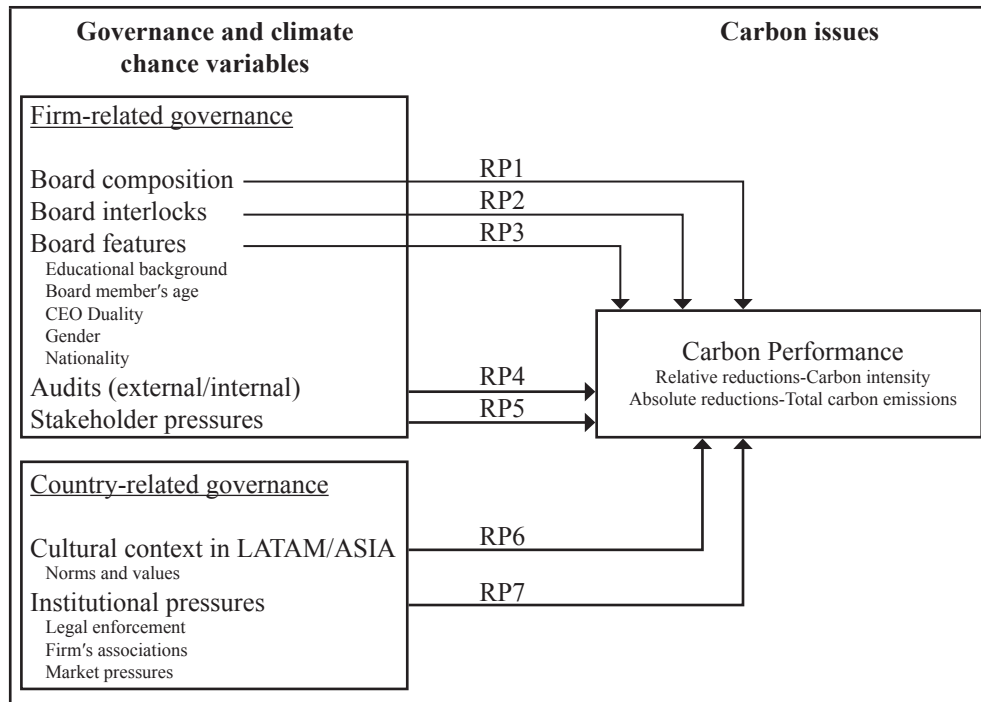 Governance and climate
chance variables
Carbon issues
Firm-related governance
Board composition
RP1
Board interlocks
RP2
Board features
RP3
Educational background
Board member's age
CEO Duality
Gender
Nationality
Audits (external/internal)
RP4
Stakeholder pressures
RP5
Carbon Performance
Relative reductions-Carbon intensity
Absolute reductions-Total carbon emissions
Country-related governance
Cultural context in LATAM/ASIA
RP6
Norms and values
Institutional pressures
RP7
Legal enforcement
Firm's associations
Market pressures